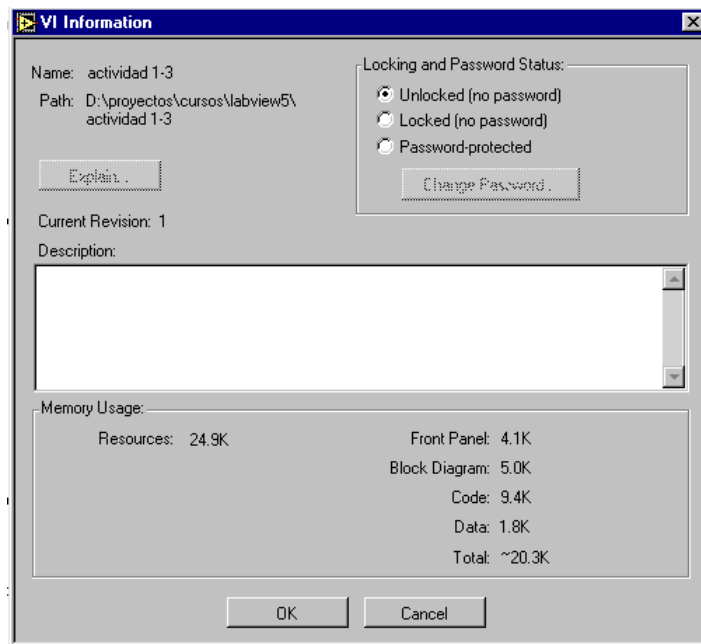 VI Information
Name: actividad 1-3
Path: D:\proyectos\cursos\labview5\
actividad 1-3
Explain...
Current Revision: 1
Locking and Password Status:
Unlocked (no password)
Locked (no password)
Password-protected
Change Password...
Description:
Memory Usage:
Resources: 24.9K
Front Panel: 4.1K
Block Diagram: 5.0K
Code: 9.4K
Data: 1.8K
Total: ~20.3K
OK Cancel